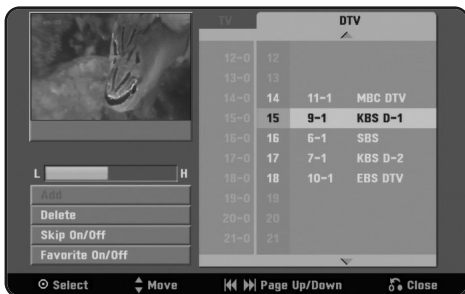 TV DTV
12-0 12
13-0 13
14-0 14 11-1 MBC DTV
15-0 15 9-1 KBS D-1
16-0 16 6-1 SBS
17-0 17 7-1 KBS D-2
18-0 18 10-1 EBS DTV
19-0 19
20-0 20
21-0 21
L H
Add
Delete
Skip On/Off
Favorite On/Off
Select Move Page Up/Down Close